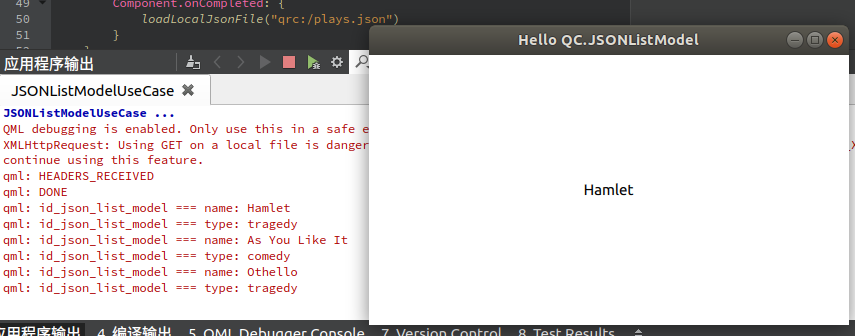 49 Component.onCompleted: {
50 loadLocalJsonFile("qrc:/plays.json")
51 }
Hello QC.JSONListModel
应用程序输出
JSONListModelUseCase
JSONListModelUseCase ...
QML debugging is enabled. Only use this in a safe e
XMLHttpRequest: Using GET on a local file is danger
continue using this feature.
qml: HEADERS_RECEIVED
qml: DONE
qml: id_json_list_model === name: Hamlet
qml: id_json_list_model === type: tragedy
qml: id_json_list_model === name: As You Like It
qml: id_json_list_model === type: comedy
qml: id_json_list_model === name: Othello
qml: id_json_list_model === type: tragedy
Hamlet
应用程序输出 4 编译输出 5 QML Debugger Console 7 Version Control 8 Test Results